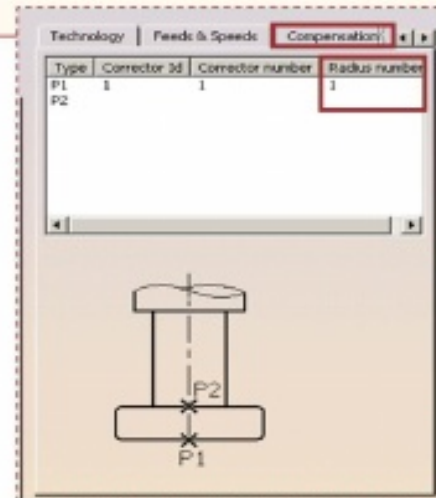 Technology Feeds & Speeds Compensation
Type Corrector Id Corrector number Radius number
P1 1 1 1
P2
P2
P1